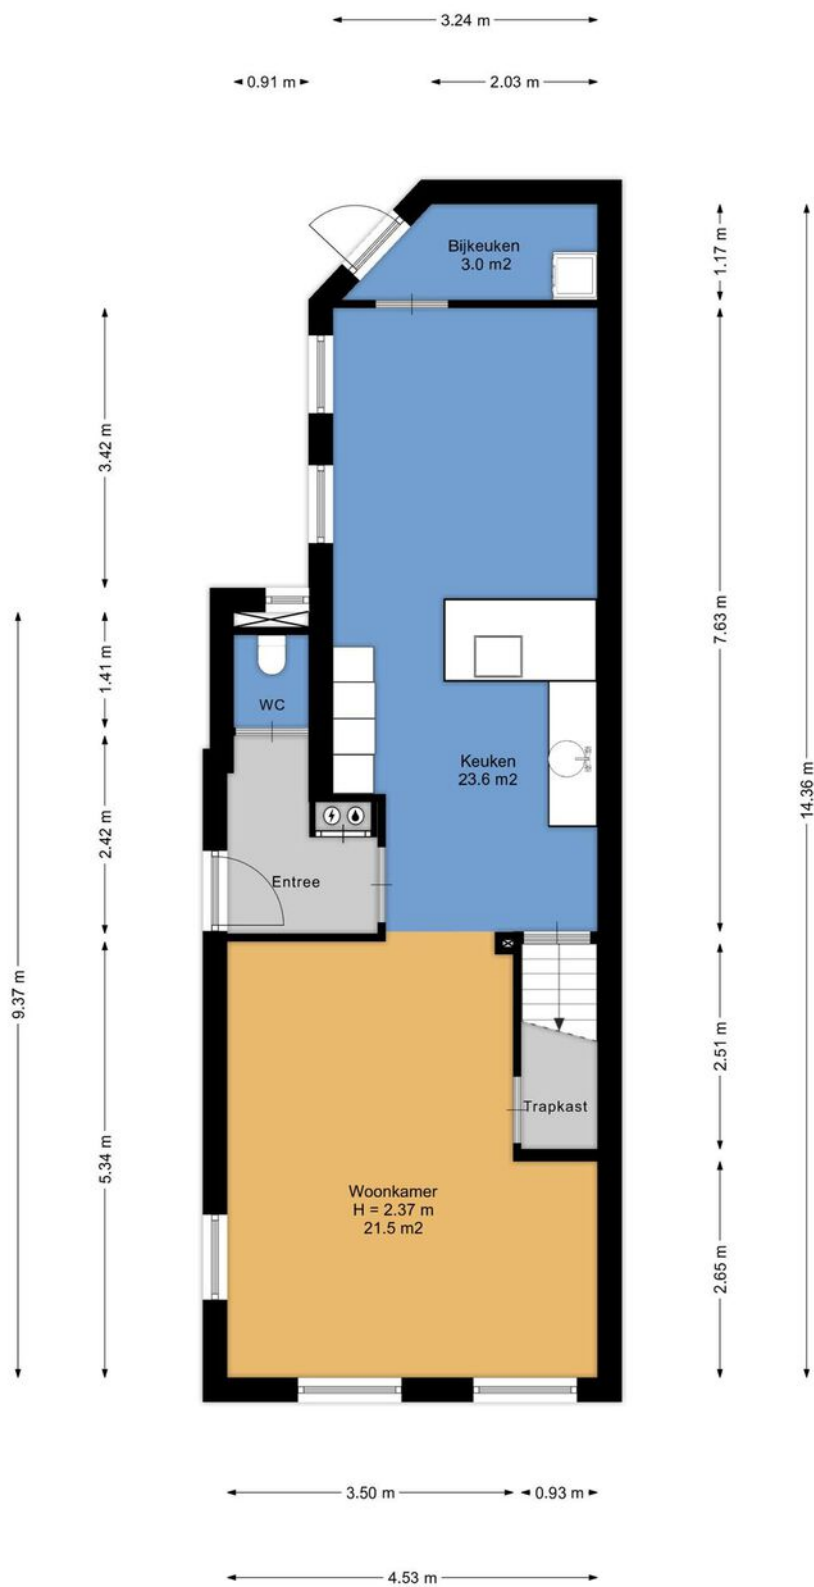 3.24 m
0.91 m
2.03 m
Bijkeuken
3.0 m2
1.17 m
3.42 m
7.63 m
1.41 m
WC
Keuken
23.6 m2
14.36 m
2.42 m
Entree
9.37 m
2.51 m
Trapkast
5.34 m
Woonkamer
H = 2.37 m
21.5 m2
2.65 m
3.50 m
0.93 m
4.53 m